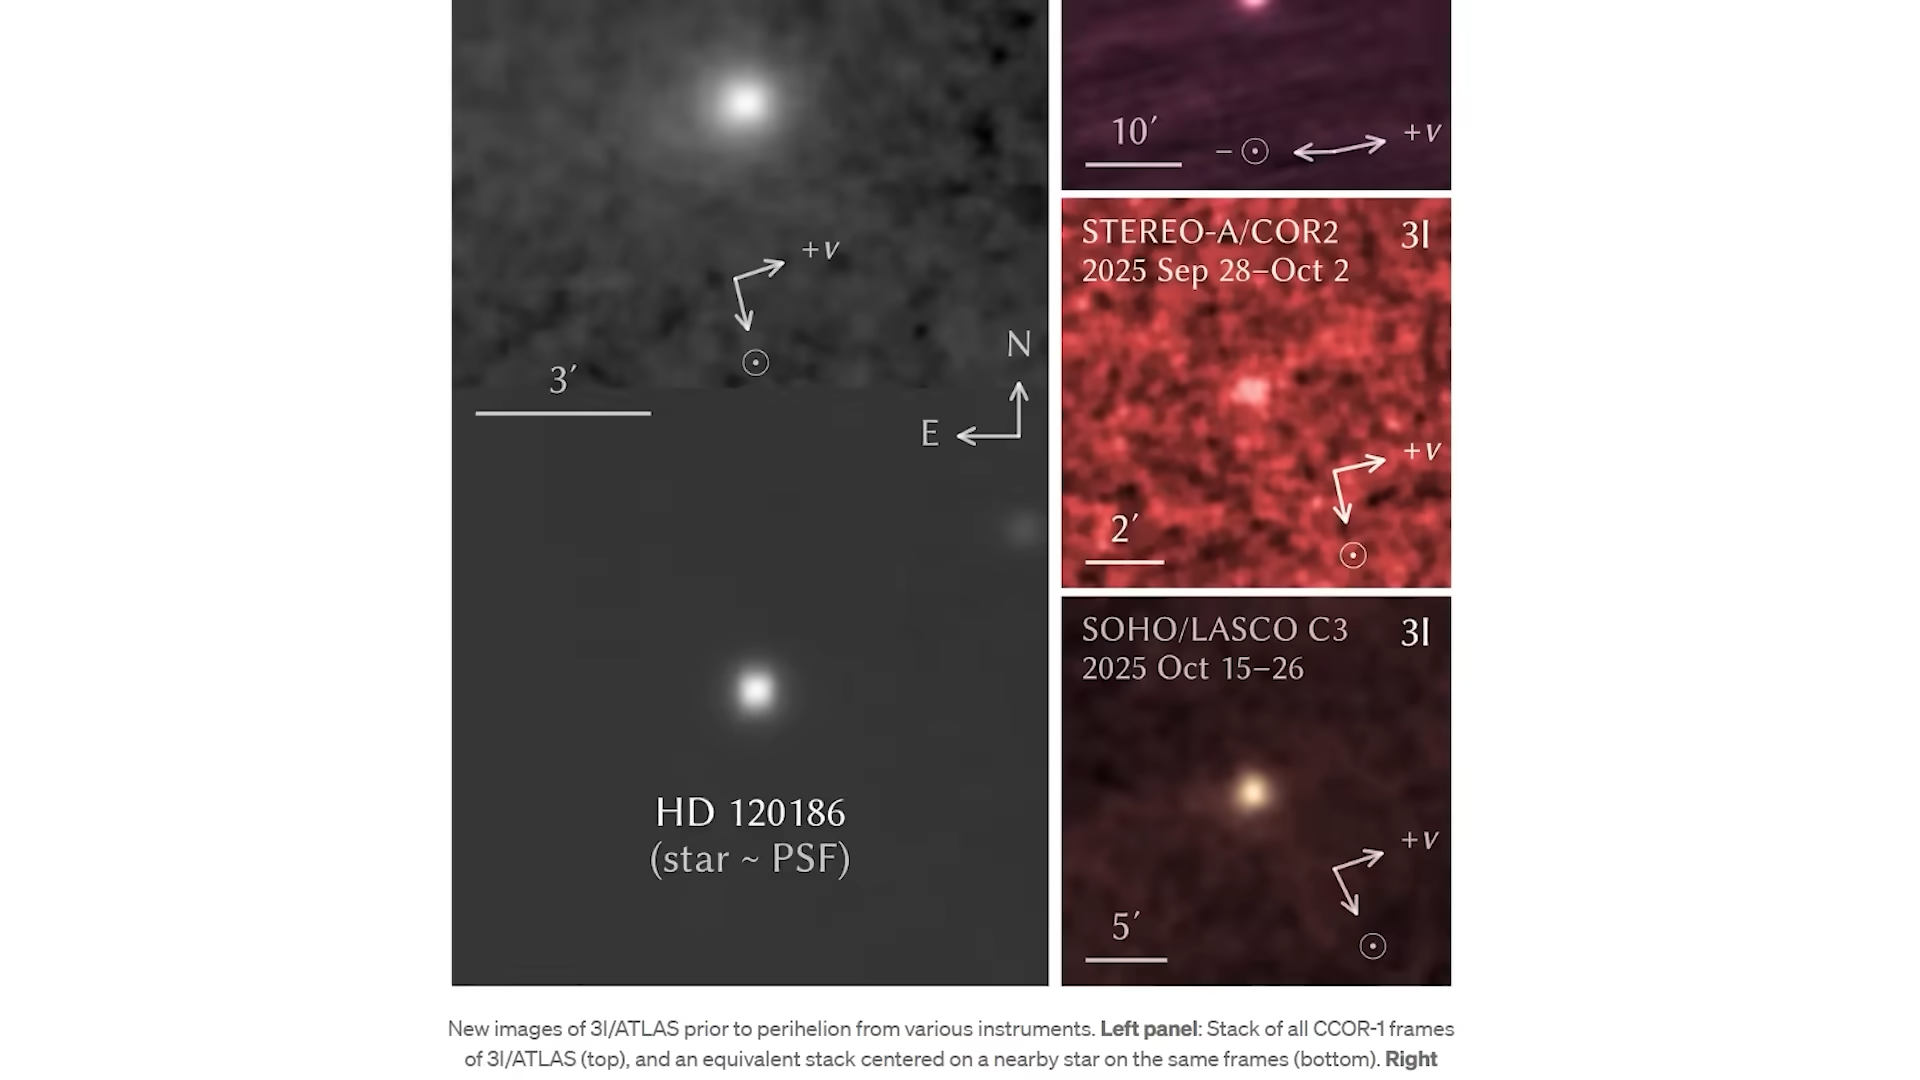 +v
⊙
3′
N
E
HD 120186
(star ~ PSF)
10′
−⊙
+v
STEREO-A/COR2
3I
2025 Sep 28–Oct 2
+v
2′
⊙
SOHO/LASCO C3
3I
2025 Oct 15–26
+v
5′
⊙
New images of 3I/ATLAS prior to perihelion from various instruments. Left panel: Stack of all CCOR-1 frames
of 3I/ATLAS (top), and an equivalent stack centered on a nearby star on the same frames (bottom). Right